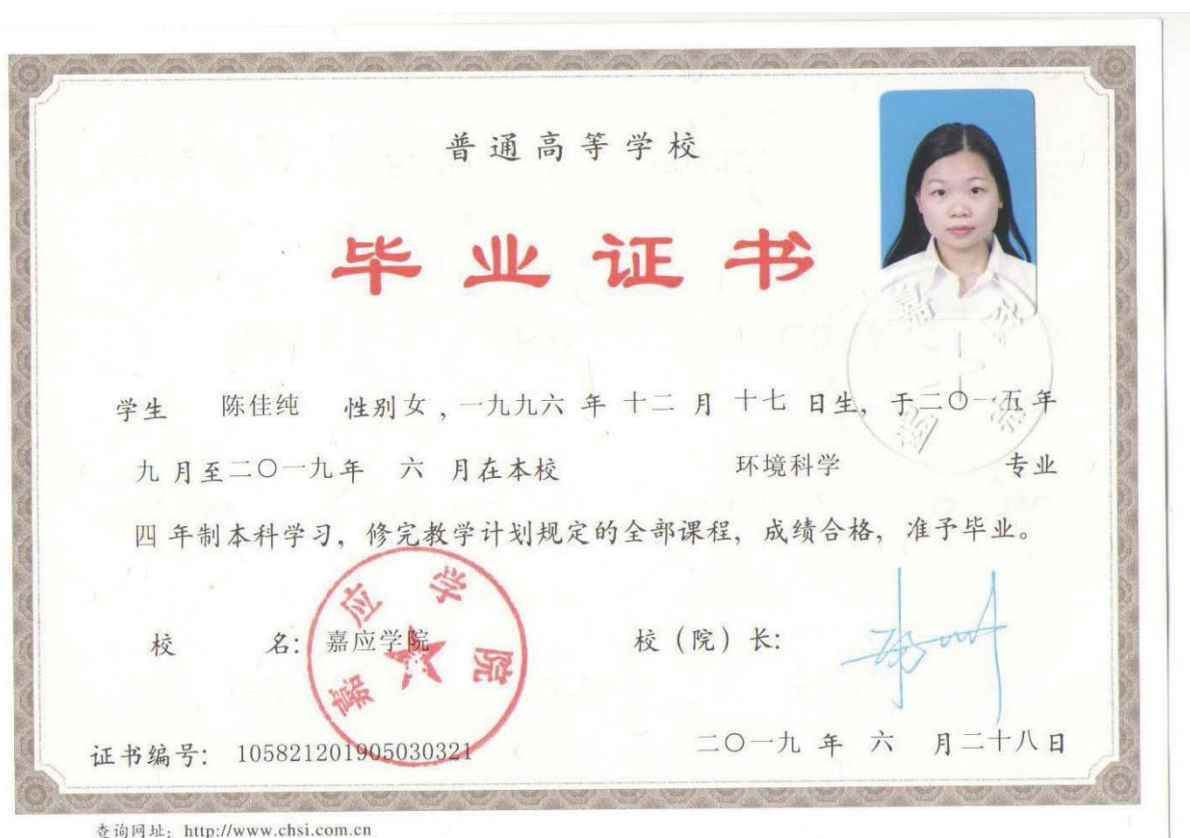 普通高等学校
毕业证书
学生 陈佳纯 性别女，一九九六年十二月十七日生，于二〇一五年
九月至二〇一九年 六 月在本校 环境科学 专业
四年制本科学习，修完教学计划规定的全部课程，成绩合格，准予毕业。
校 名：嘉应学院 校（院）长：
嘉应学院
证书编号：105821201905030321 二〇一九年 六 月二十八日
查询网址：http://www.chsi.com.cn